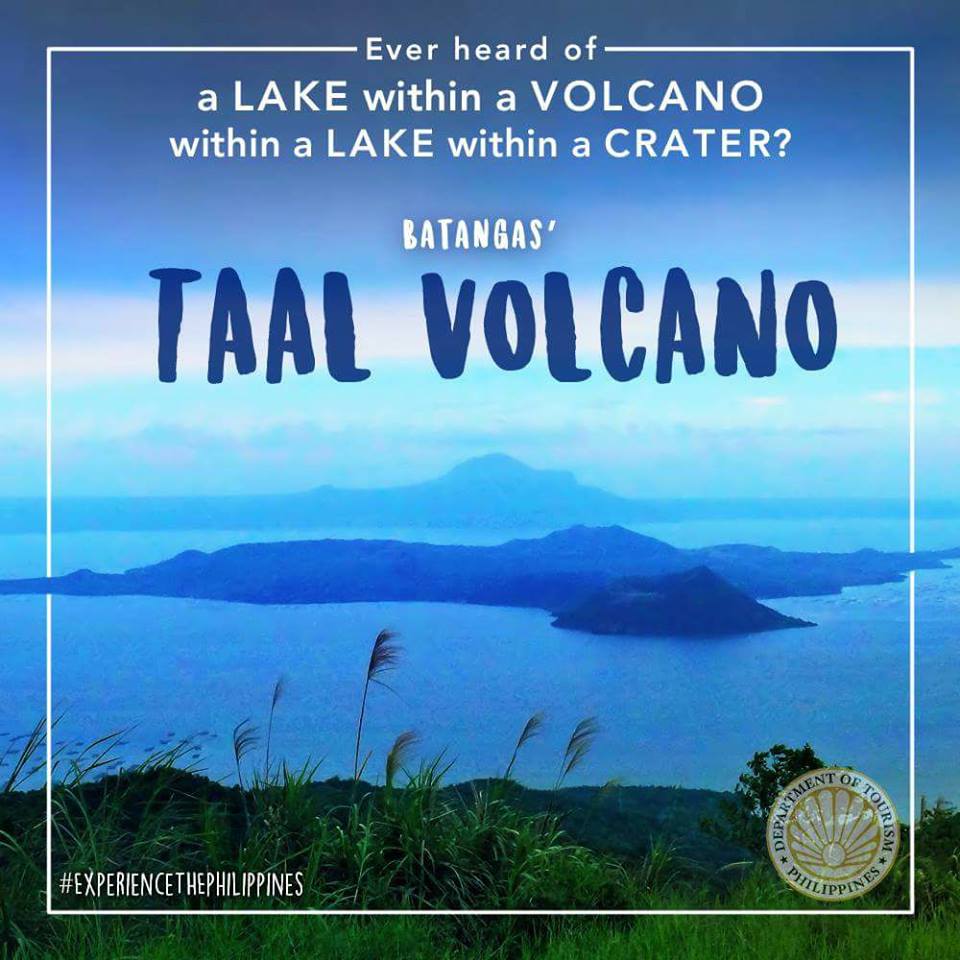 Ever heard of
a LAKE within a VOLCANO
within a LAKE within a CRATER?
BATANGAS'
TAAL VOLCANO
#EXPERIENCETHEPHILIPPINES
DEPARTMENT OF TOURISM
PHILIPPINES